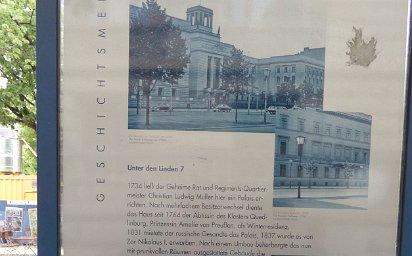 GESCHICHTSME
Unter den Linden 7
1734 ließ der Geheime Rat und Regiments-Quartier-
meister Christian Ludwig Müller hier ein Palais er-
richten. Nach mehrfachem Besitzerwechsel diente
das Haus seit 1764 der Äbtissin des Klosters Qued-
linburg, Prinzessin Amalie von Preußen, als Winterresidenz.
1831 mietete der russische Gesandte das Palais, 1837 wurde es von
Zar Nikolaus I. erworben. Nach einem Umbau beherbergte das nun
mit prunkvollen Räumen ausgestattete Gebäude die